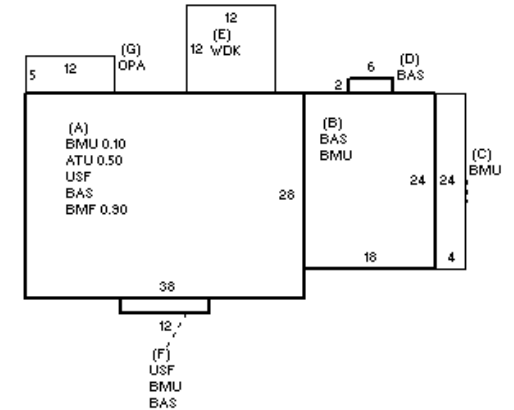 12
12
(E)
WDK
(G)
OPA
5
12
6
2
(D)
BAS
(A)
BMU 0.10
ATU 0.50
USF
BAS
BMF 0.90
28
38
(B)
BAS
BMU
24
18
24
4
(C)
BMU
12
(F)
USF
BMU
BAS